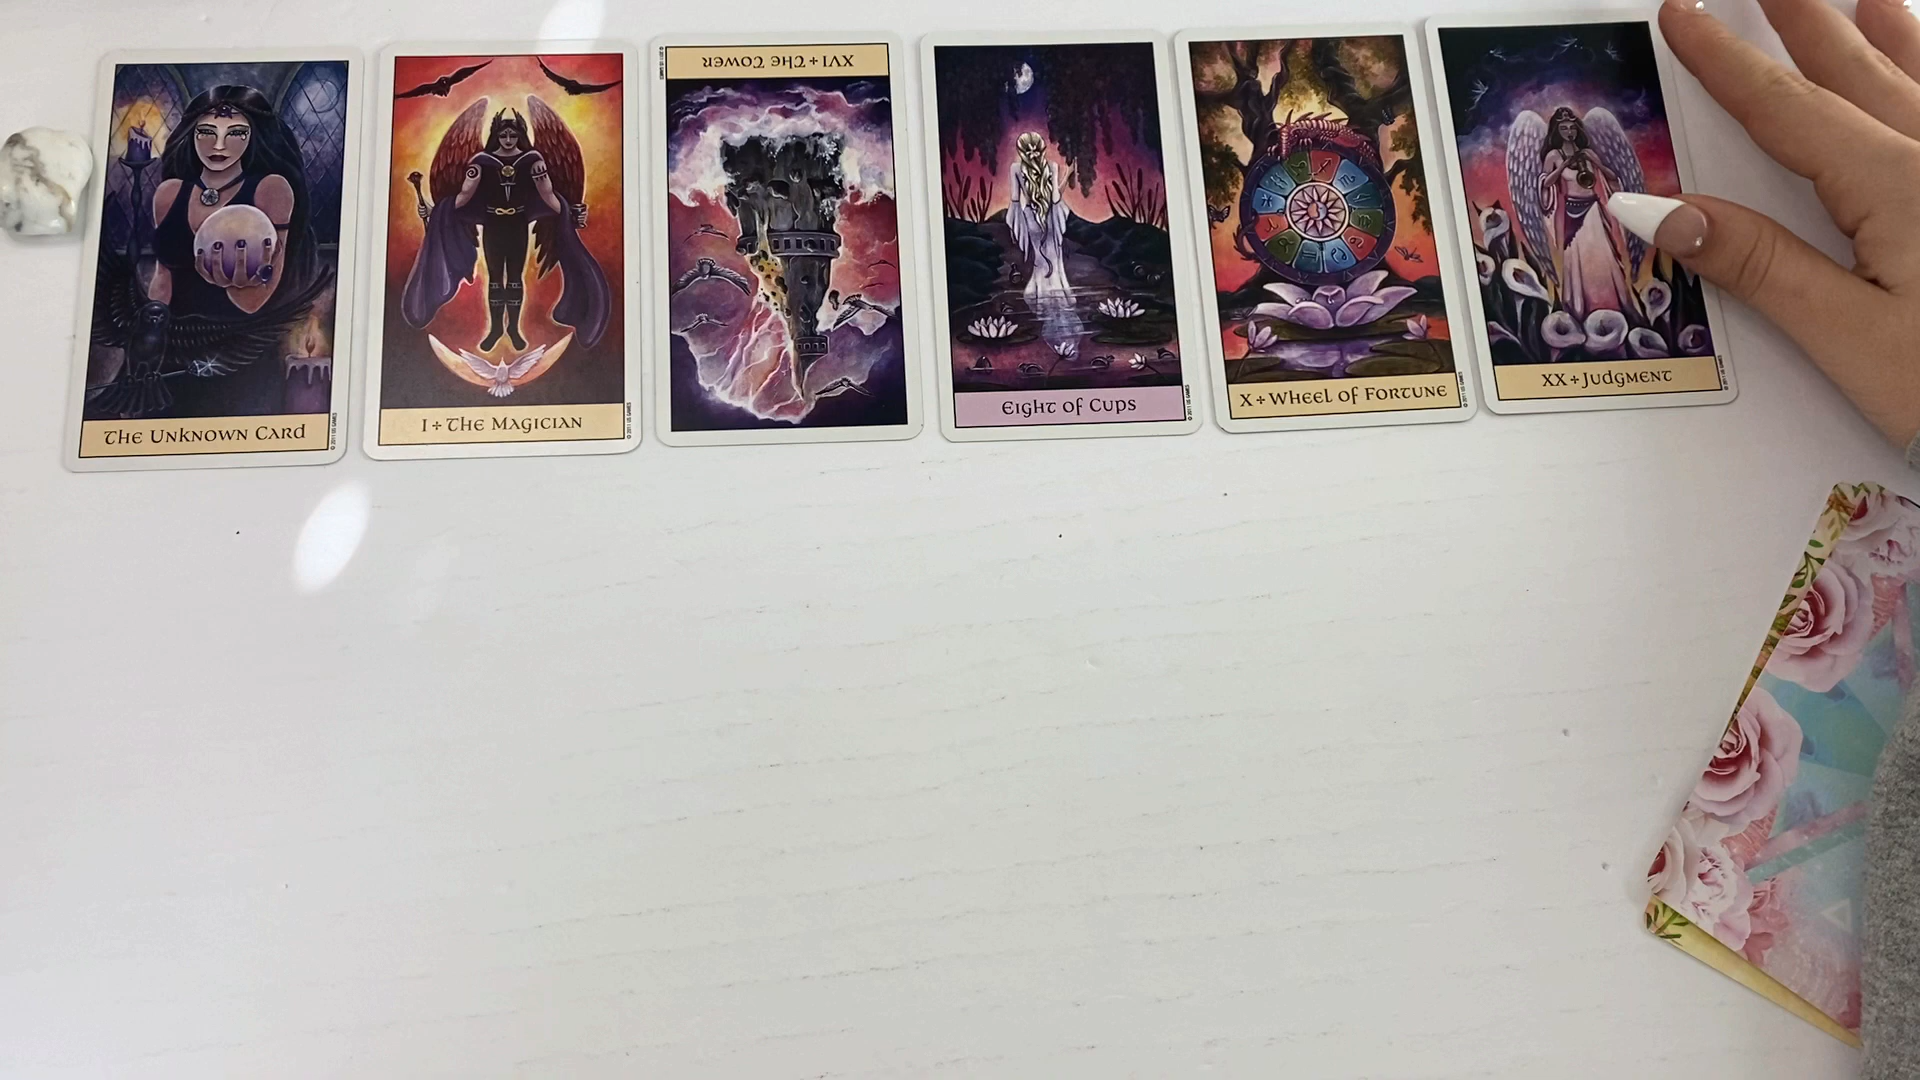 The Unknown Card
I + The Magician
XVI + The Tower
Eight of Cups
X + Wheel of Fortune
XX + Judgment